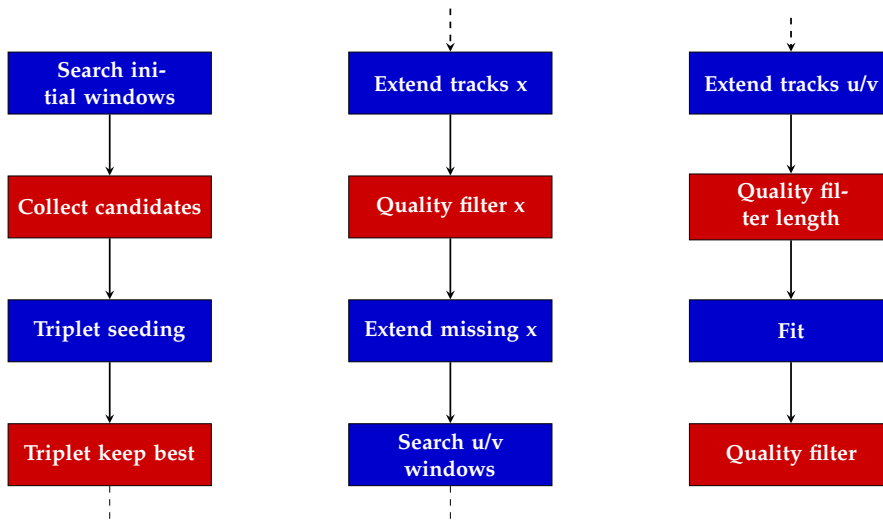 Search ini-
tial windows
Collect candidates
Triplet seeding
Triplet keep best
Extend tracks x
Quality filter x
Extend missing x
Search u/v
windows
Extend tracks u/v
Quality fil-
ter length
Fit
Quality filter